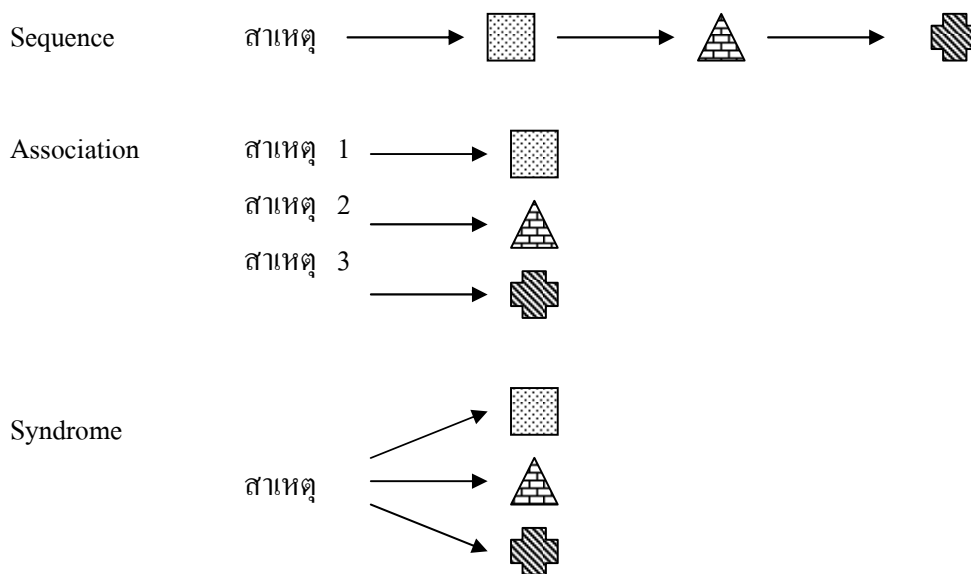 Sequence สาเหตุ
Association สาเหตุ 1
สาเหตุ 2
สาเหตุ 3
Syndrome
สาเหตุ